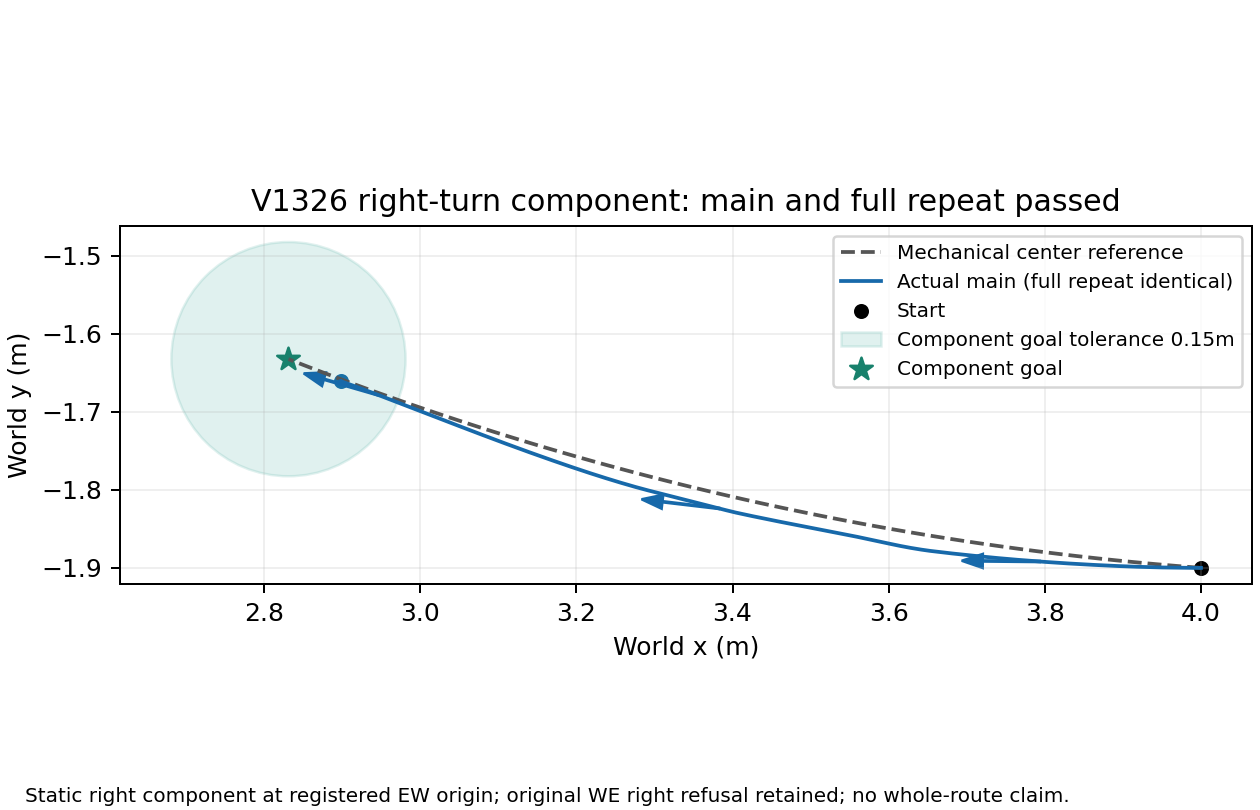 V1326 right-turn component: main and full repeat passed
Mechanical center reference
Actual main (full repeat identical)
Start
Component goal tolerance 0.15m
Component goal
World y (m)
−1.5
−1.6
−1.7
−1.8
−1.9
2.8 3.0 3.2 3.4 3.6 3.8 4.0
World x (m)
Static right component at registered EW origin; original WE right refusal retained; no whole-route claim.